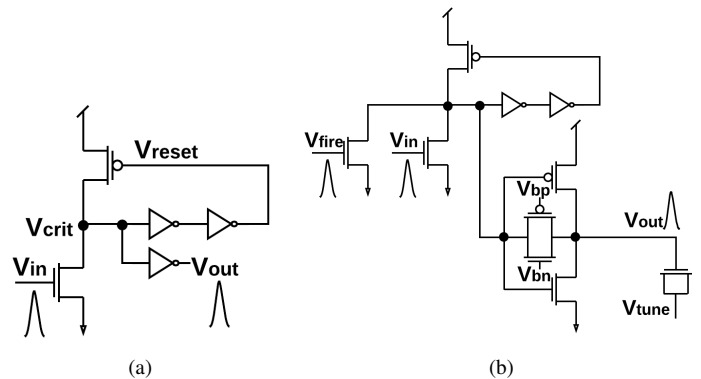 Vreset
Vcrit
Vin
Vout
(a)
Vfire
Vin
Vbp
Vbn
Vout
Vtune
(b)